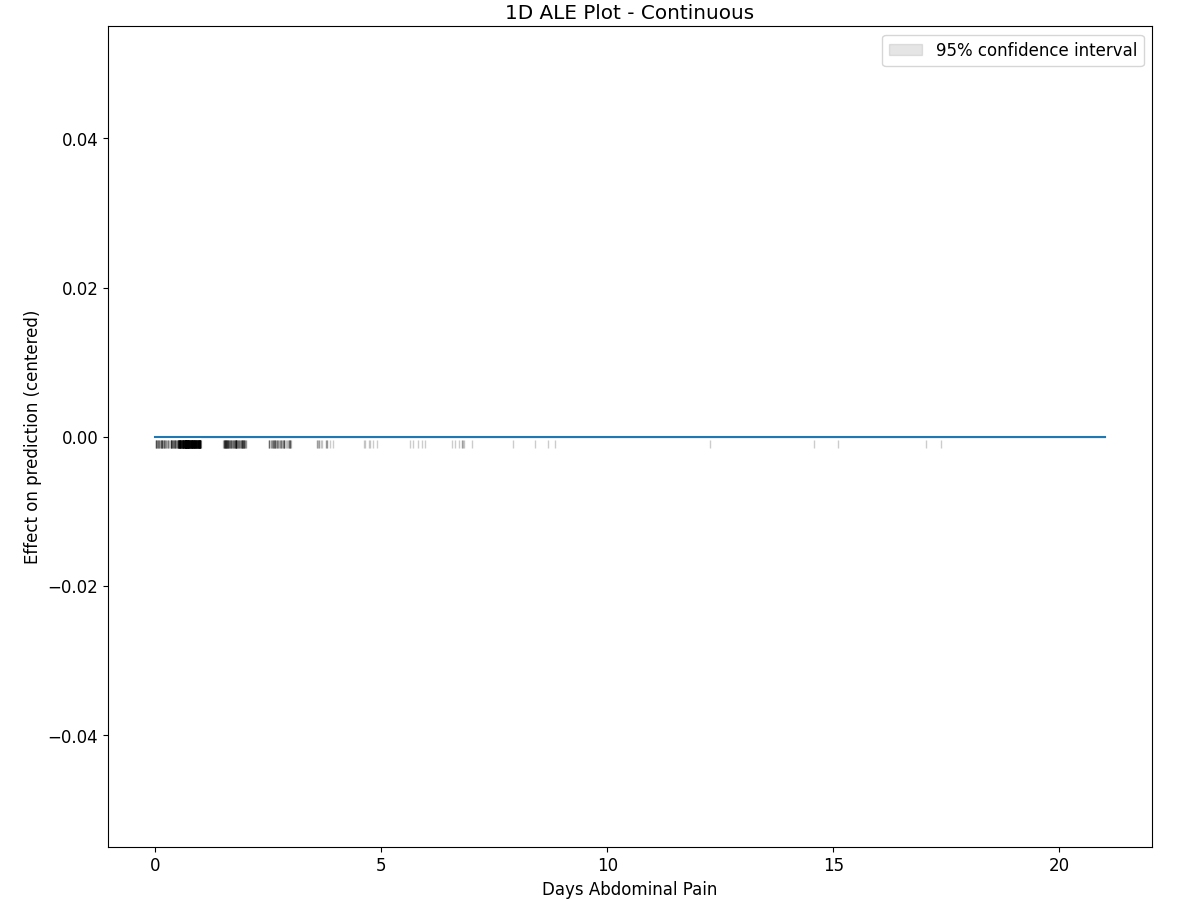 1D ALE Plot - Continuous
95% confidence interval
0.04
0.02
0.00
−0.02
−0.04
Effect on prediction (centered)
0 5 10 15 20
Days Abdominal Pain